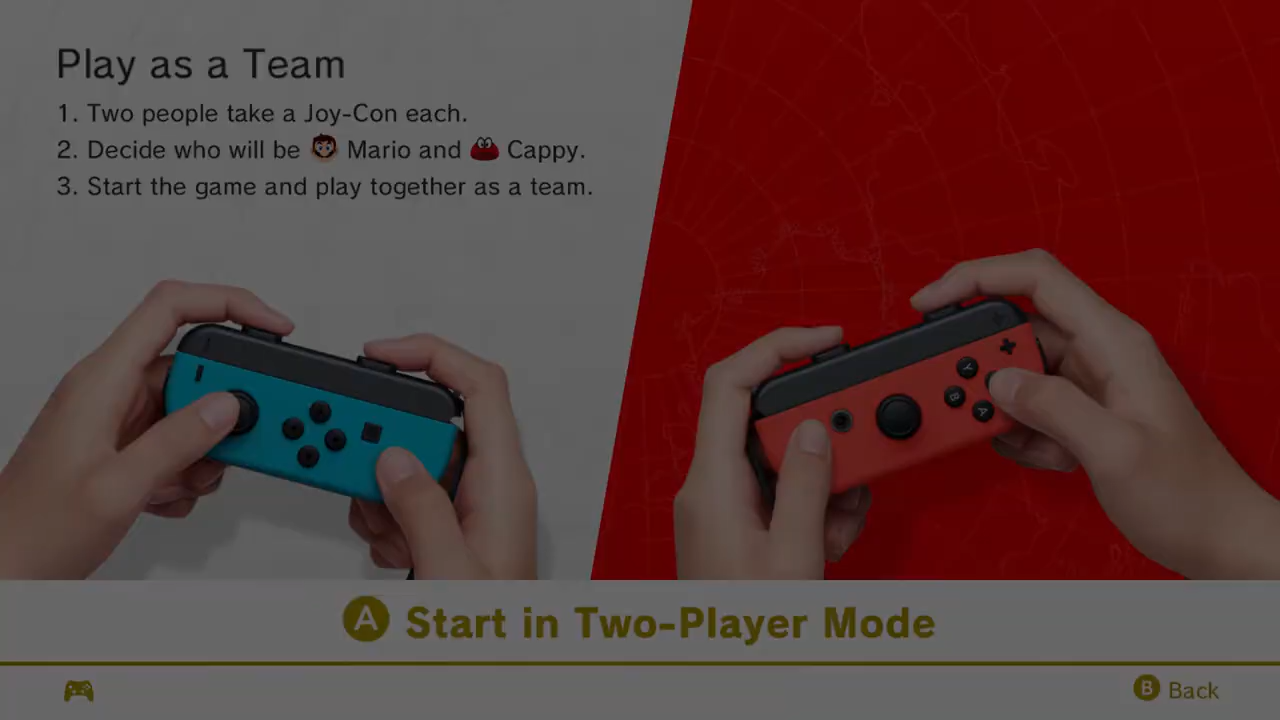 Play as a Team
1. Two people take a Joy-Con each.
2. Decide who will be Mario and Cappy.
3. Start the game and play together as a team.
Y
B
A
A Start in Two-Player Mode
B Back